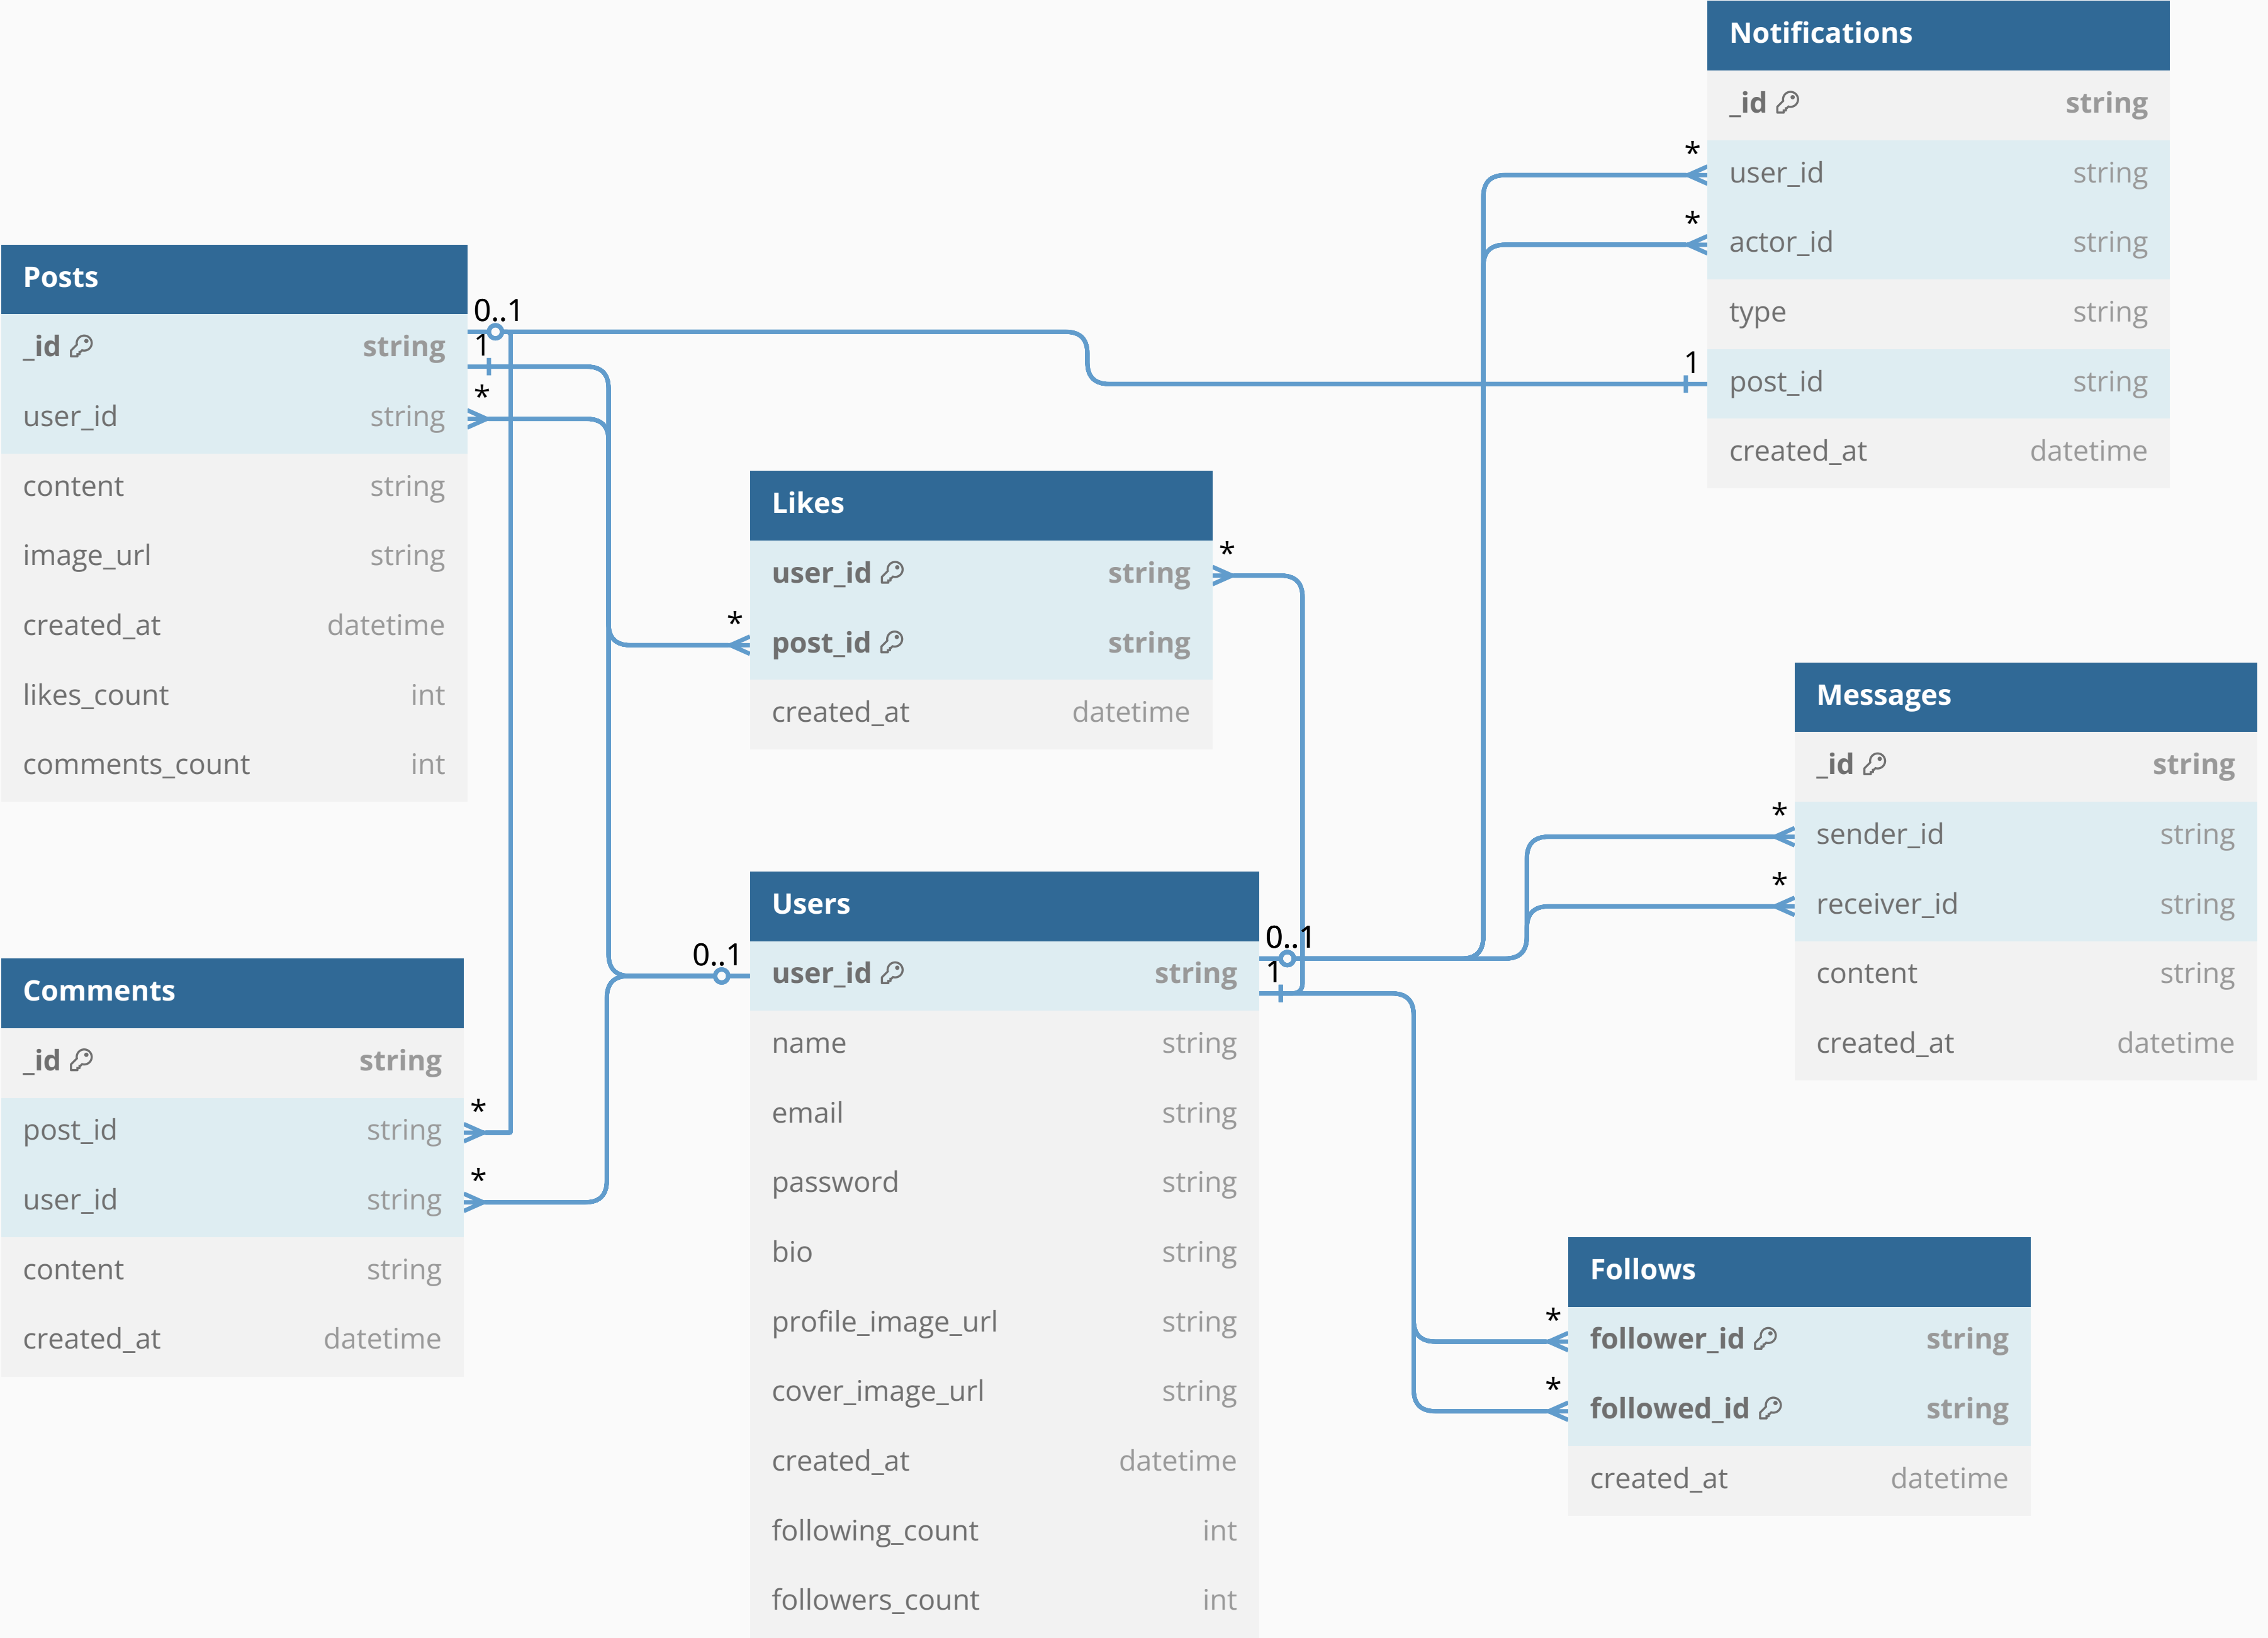 Notifications
_id string
user_id string
actor_id string
type string
post_id string
created_at datetime
*
*
1
Posts
_id string
user_id string
content string
image_url string
created_at datetime
likes_count int
comments_count int
0..1
1
*
Likes
user_id string
post_id string
created_at datetime
*
*
Messages
_id string
sender_id string
receiver_id string
content string
created_at datetime
*
*
Users
user_id string
name string
email string
password string
bio string
profile_image_url string
cover_image_url string
created_at datetime
following_count int
followers_count int
0..1
0..1
1
Comments
_id string
post_id string
user_id string
content string
created_at datetime
*
*
Follows
follower_id string
followed_id string
created_at datetime
*
*